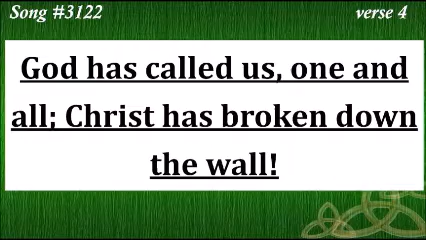 Song #3122 verse 4
God has called us, one and
all; Christ has broken down
the wall!